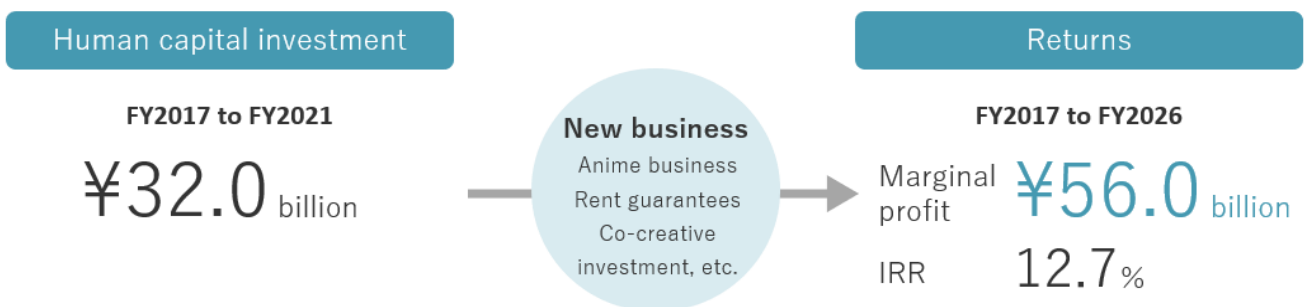 Human capital investment
FY2017 to FY2021
¥32.0 billion
New business
Anime business
Rent guarantees
Co-creative
investment, etc.
Returns
FY2017 to FY2026
Marginal
profit
¥56.0 billion
IRR 12.7%